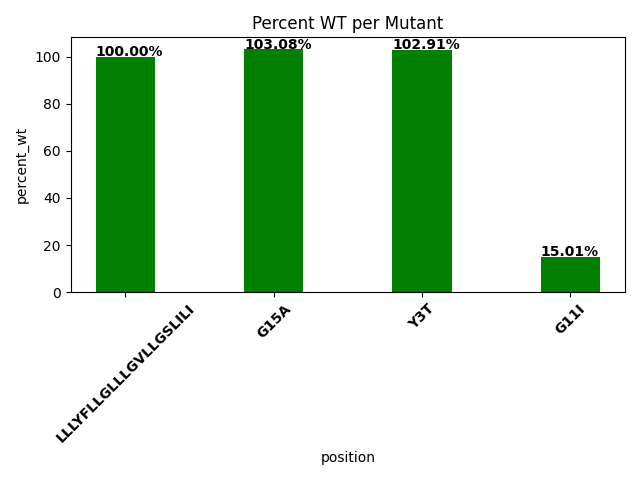 Percent WT per Mutant
percent_wt
100
80
60
40
20
0
100.00%
103.08%
102.91%
15.01%
LLLYFLLGLLLGVLLGSLILI
G15A
Y3T
G11I
position